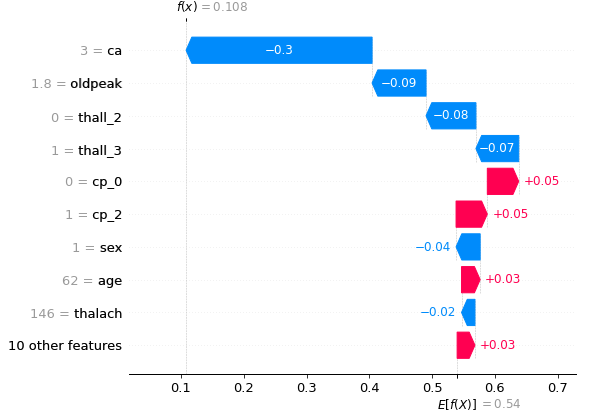 f(x) = 0.108
3 = ca −0.3
1.8 = oldpeak −0.09
0 = thall_2 −0.08
1 = thall_3 −0.07
0 = cp_0 +0.05
1 = cp_2 +0.05
1 = sex −0.04
62 = age +0.03
146 = thalach −0.02
10 other features +0.03
0.1 0.2 0.3 0.4 0.5 0.6 0.7
E[f(X)] = 0.54